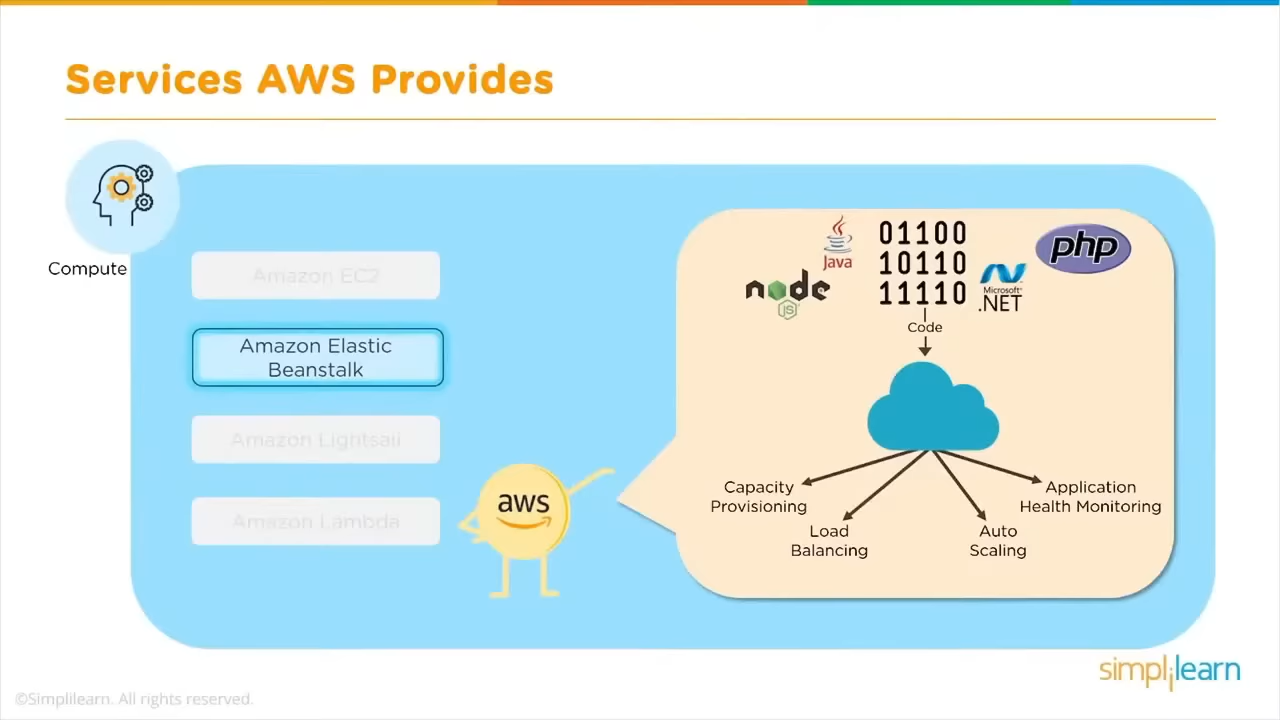 Services AWS Provides
Compute
Amazon EC2
Amazon Elastic
Beanstalk
Amazon Lightsail
Amazon Lambda
aws
Java
node
JS
01100
10110
11110
Microsoft
.NET
php
Code
Capacity
Provisioning
Load
Balancing
Auto
Scaling
Application
Health Monitoring
©Simplilearn. All rights reserved.
simplilearn